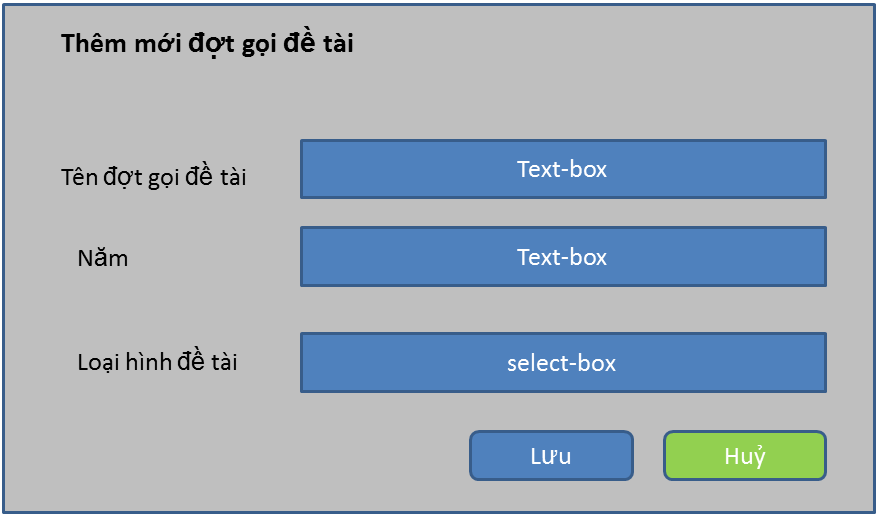 Thêm mới đợt gọi đề tài
Tên đợt gọi đề tài
Text-box
Năm
Text-box
Loại hình đề tài
select-box
Lưu
Huỷ